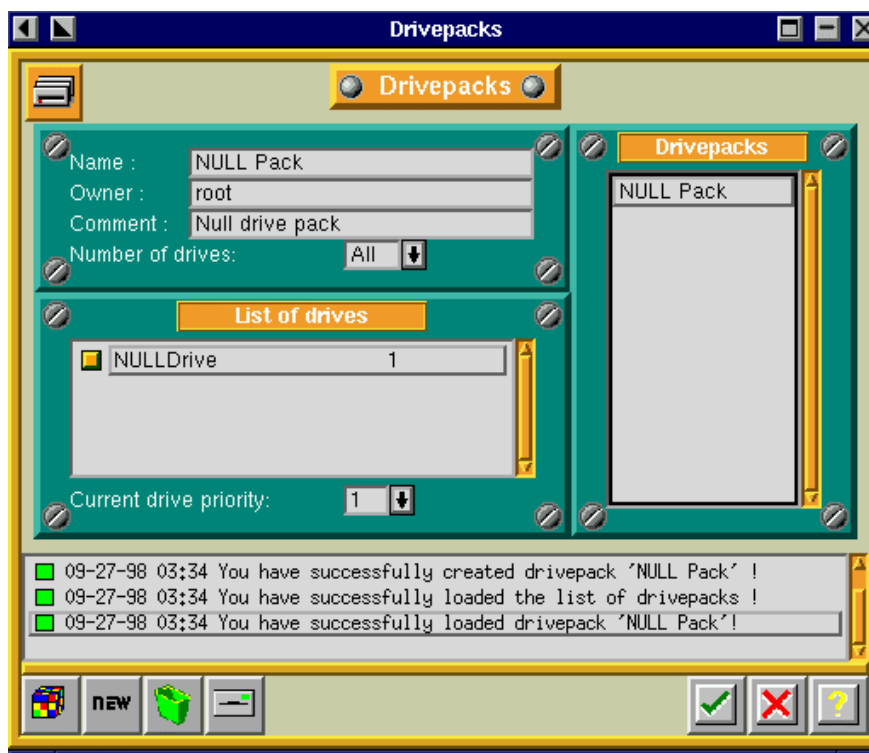 Drivepacks
Drivepacks
Name : NULL Pack
Owner : root
Comment : Null drive pack
Number of drives: All
Drivepacks
NULL Pack
List of drives
NULLDrive 1
Current drive priority: 1
09-27-98 03:34 You have successfully created drivepack 'NULL Pack' !
09-27-98 03:34 You have successfully loaded the list of drivepacks !
09-27-98 03:34 You have successfully loaded drivepack 'NULL Pack'!
new
?